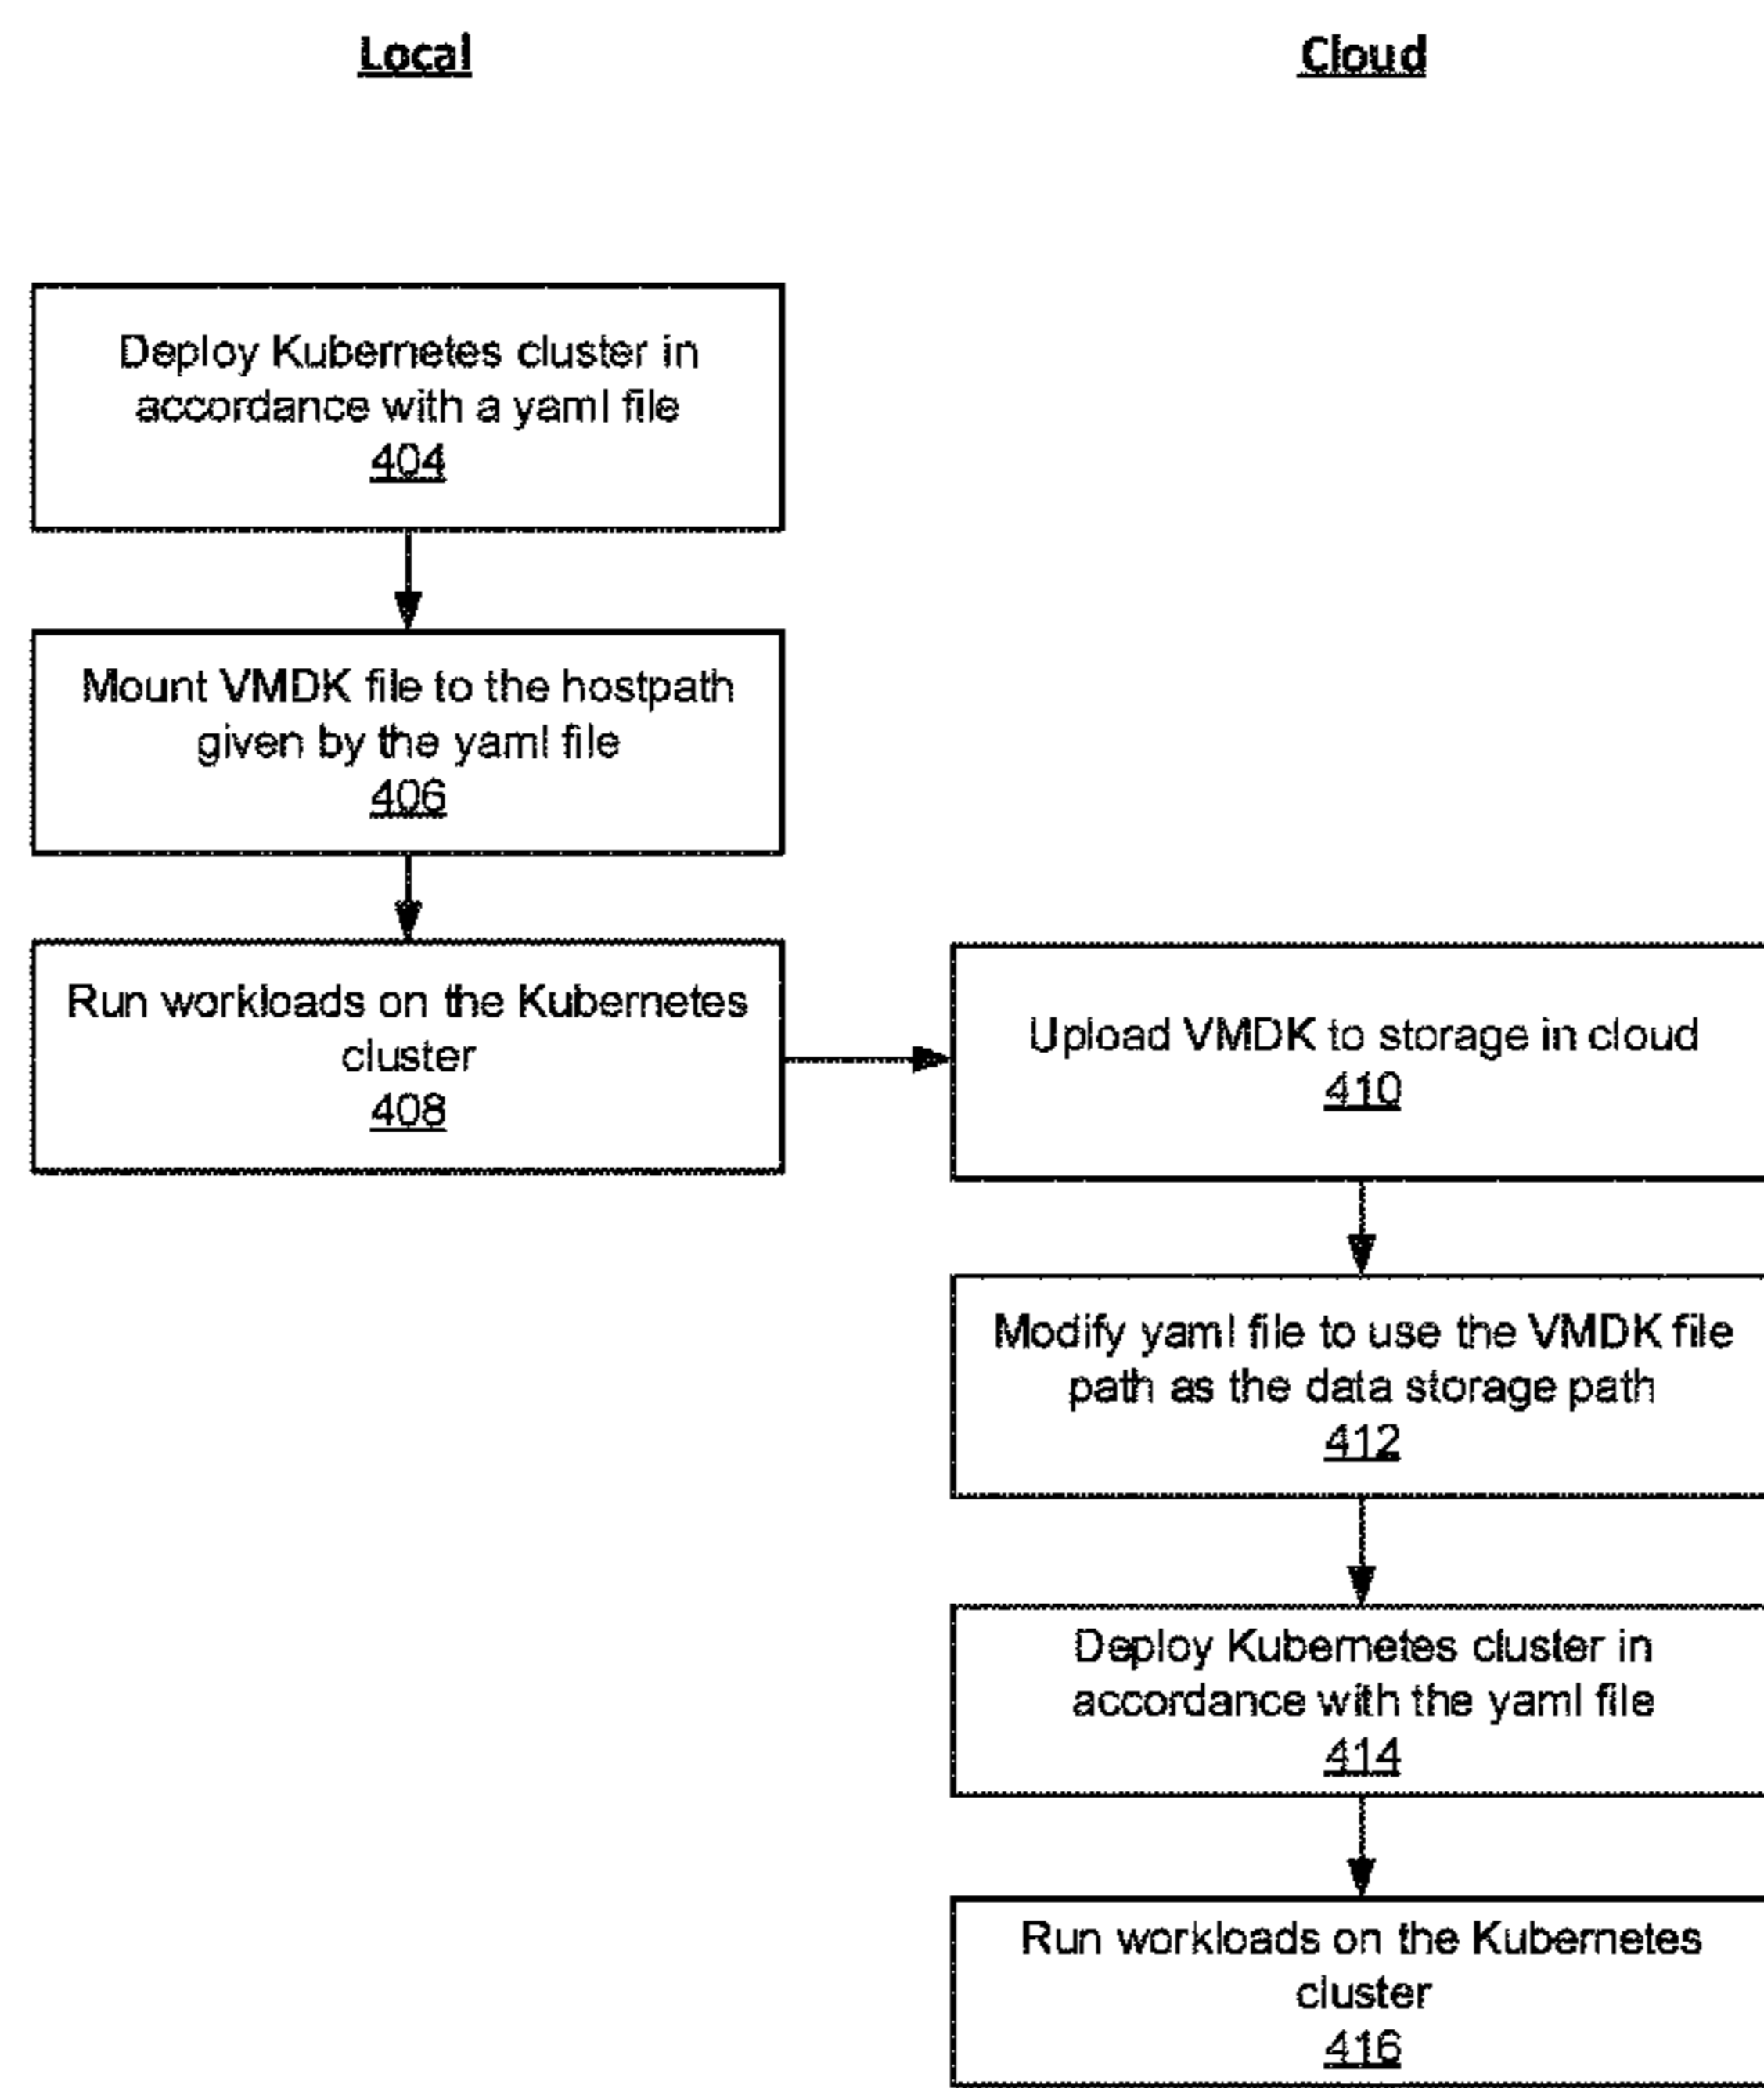 Local
Cloud
Deploy Kubernetes cluster in
accordance with a yaml file
404
Mount VMDK file to the hostpath
given by the yaml file
406
Run workloads on the Kubernetes
cluster
408
Upload VMDK to storage in cloud
410
Modify yaml file to use the VMDK file
path as the data storage path
412
Deploy Kubernetes cluster in
accordance with the yaml file
414
Run workloads on the Kubernetes
cluster
416